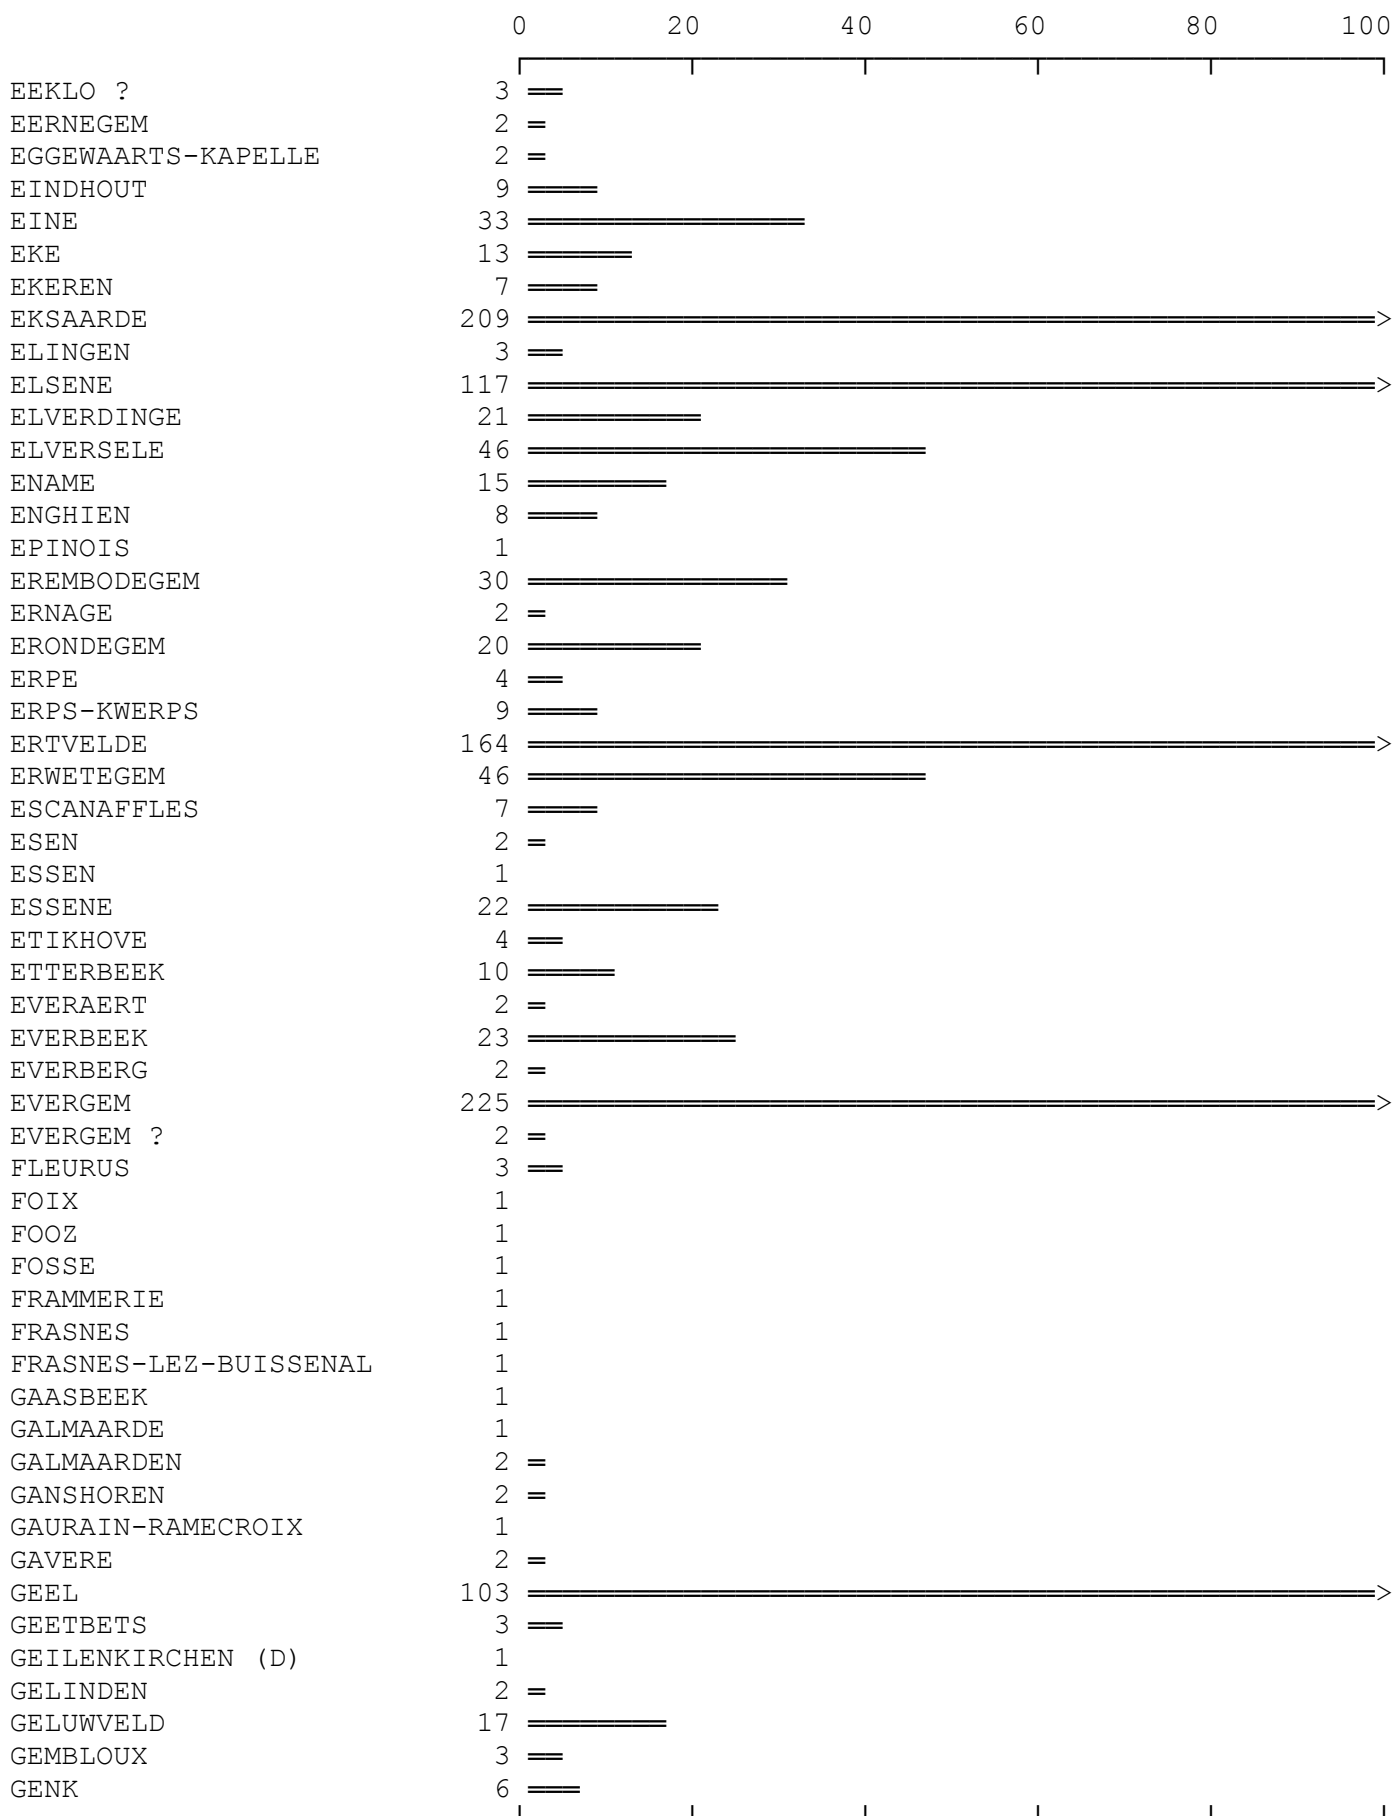 0 20 40 60 80 100
EEKLO ? 3 ==
EERNEGEM 2 =
EGGEWAARTS-KAPELLE 2 =
EINDHOUT 9 ====
EINE 33 ================
EKE 13 ======
EKEREN 7 ====
EKSAARDE 209 =================================================>
ELINGEN 3 ==
ELSENE 117 =================================================>
ELVERDINGE 21 ==========
ELVERSELE 46 =======================
ENAME 15 ========
ENGHIEN 8 ====
EPINOIS 1
EREMBODEGEM 30 ===============
ERNAGE 2 =
ERONDEGEM 20 ==========
ERPE 4 ==
ERPS-KWERPS 9 ====
ERTVELDE 164 =================================================>
ERWETEGEM 46 =======================
ESCANAFFLES 7 ====
ESEN 2 =
ESSEN 1
ESSENE 22 ===========
ETIKHOVE 4 ==
ETTERBEEK 10 =====
EVERAERT 2 =
EVERBEEK 23 ============
EVERBERG 2 =
EVERGEM 225 =================================================>
EVERGEM ? 2 =
FLEURUS 3 ==
FOIX 1
FOOZ 1
FOSSE 1
FRAMMERIE 1
FRASNES 1
FRASNES-LEZ-BUISSENAL 1
GAASBEEK 1
GALMAARDE 1
GALMAARDEN 2 =
GANSHOREN 2 =
GAURAIN-RAMECROIX 1
GAVERE 2 =
GEEL 103 =================================================>
GEETBETS 3 ==
GEILENKIRCHEN (D) 1
GELINDEN 2 =
GELUWVELD 17 ========
GEMBLOUX 3 ==
GENK 6 ===